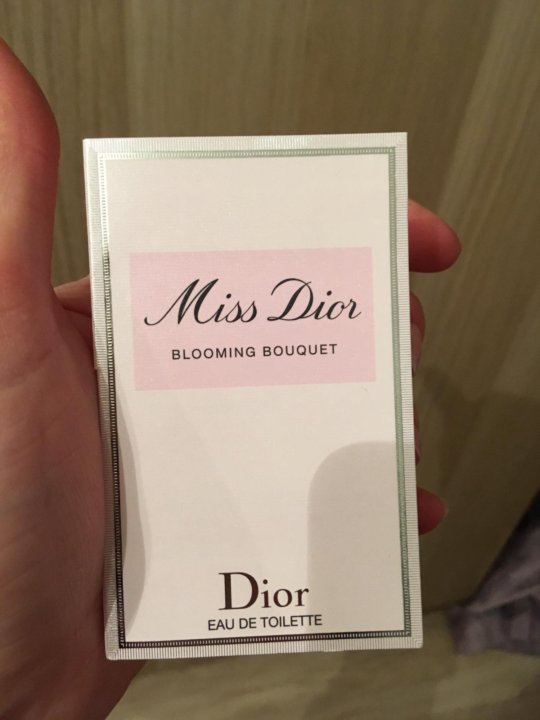 Miss Dior
BLOOMING BOUQUET
Dior
EAU DE TOILETTE